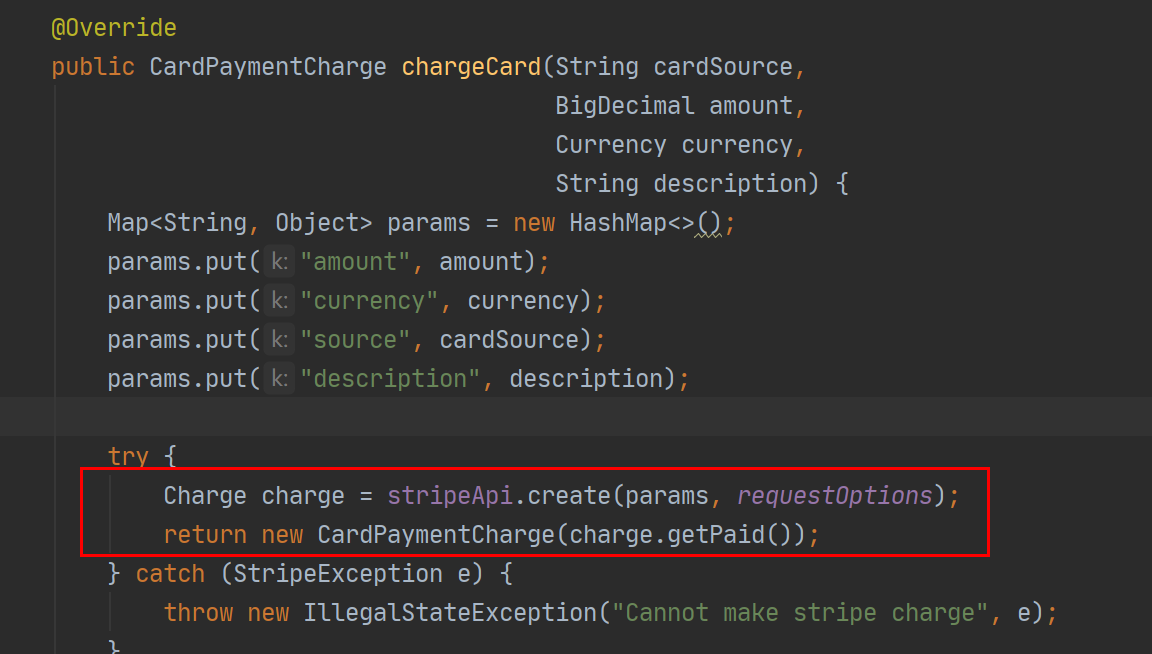 @Override
public CardPaymentCharge chargeCard(String cardSource,
BigDecimal amount,
Currency currency,
String description) {
Map<String, Object> params = new HashMap<>();
params.put( k: "amount", amount);
params.put( k: "currency", currency);
params.put( k: "source", cardSource);
params.put( k: "description", description);
try {
Charge charge = stripeApi.create(params, requestOptions);
return new CardPaymentCharge(charge.getPaid());
} catch (StripeException e) {
throw new IllegalStateException("Cannot make stripe charge", e);
}